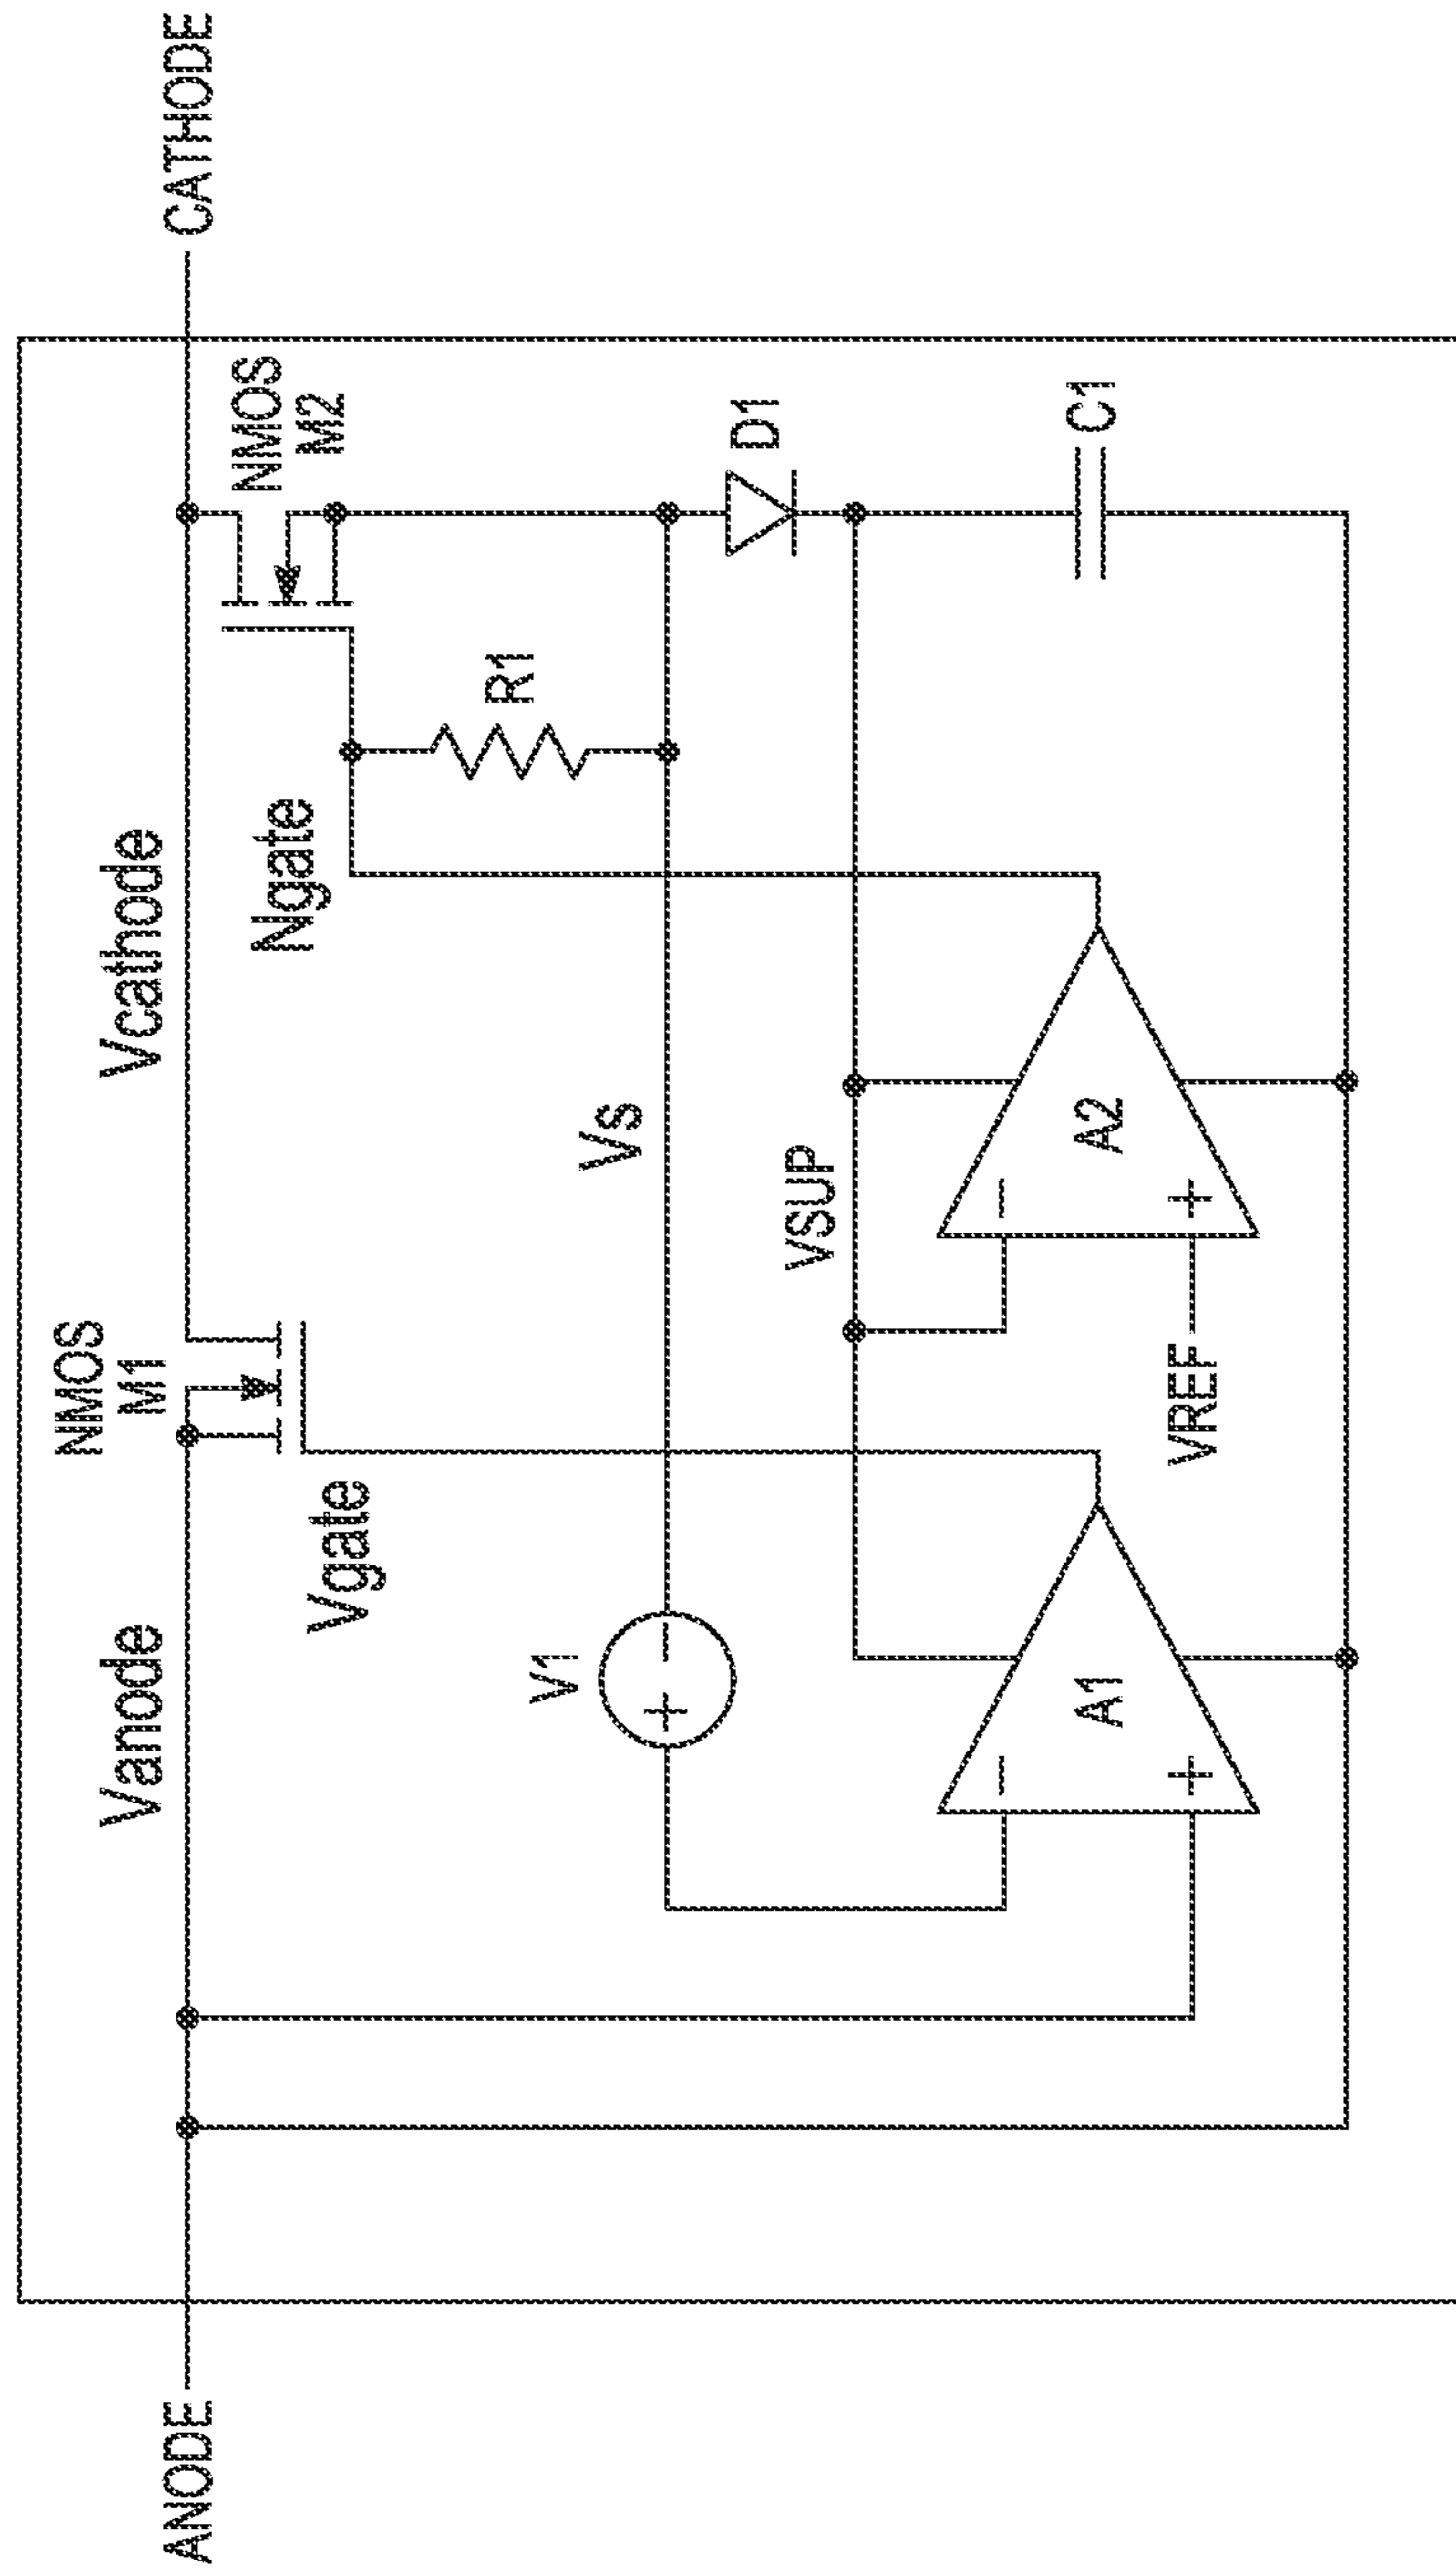 ANODE
CATHODE
Vanode
NMOS
M1
Vcathode
NMOS
M2
Vgate
Ngate
R1
V1
Vs
D1
VSUP
A1
−
+
A2
−
+
VREF
C1
+
−